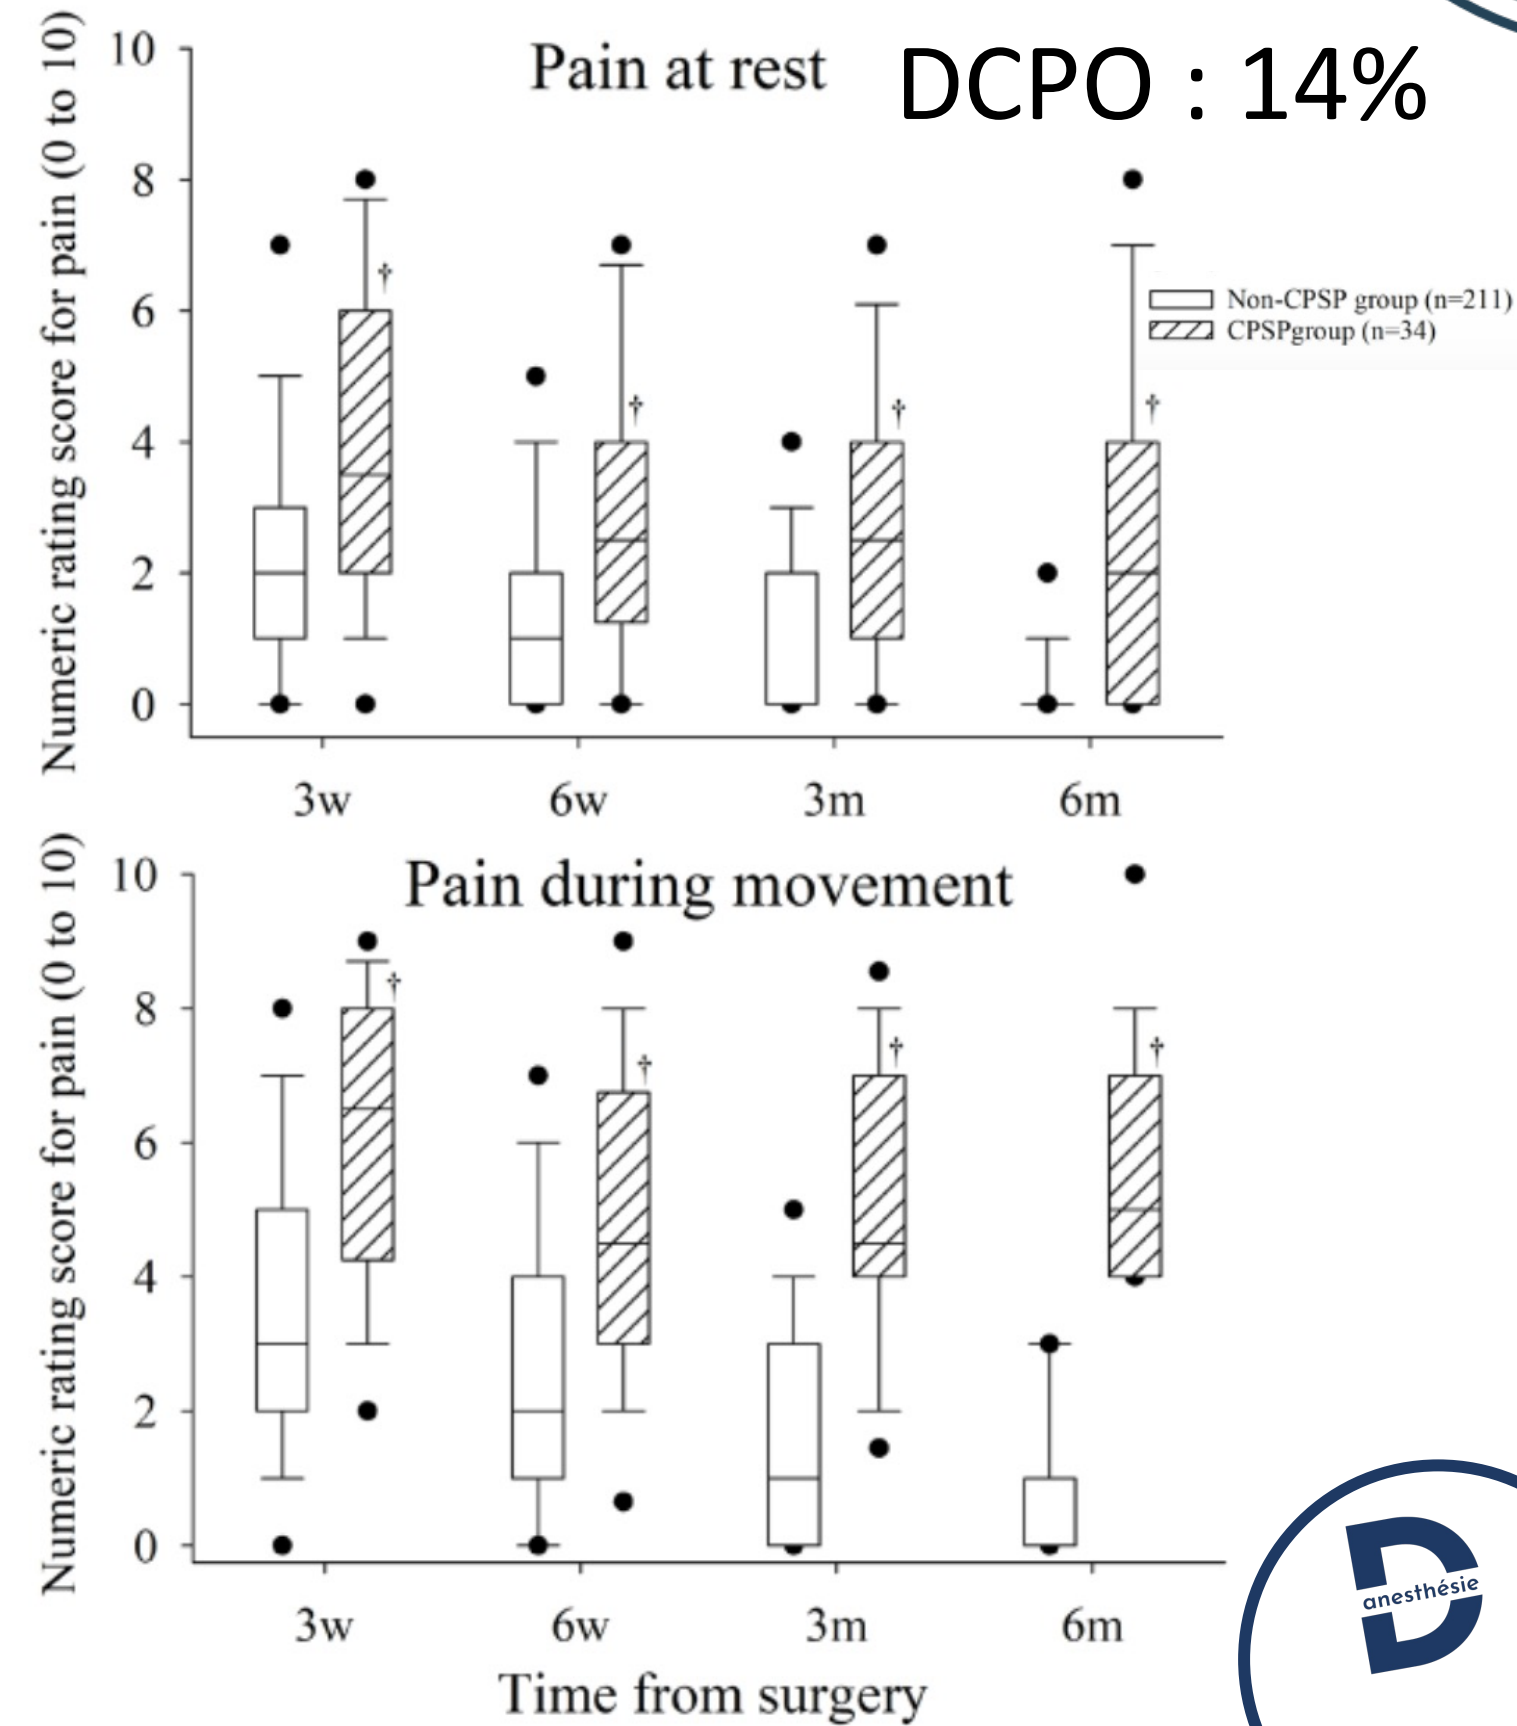 Pain at rest
DCPO : 14%
Numeric rating score for pain (0 to 10)
10
8
6
4
2
0
†
†
†
†
Non-CPSP group (n=211)
CPSPgroup (n=34)
3w
6w
3m
6m
Pain during movement
Numeric rating score for pain (0 to 10)
10
8
6
4
2
0
†
†
†
†
3w
6w
3m
6m
Time from surgery
D
anesthésie